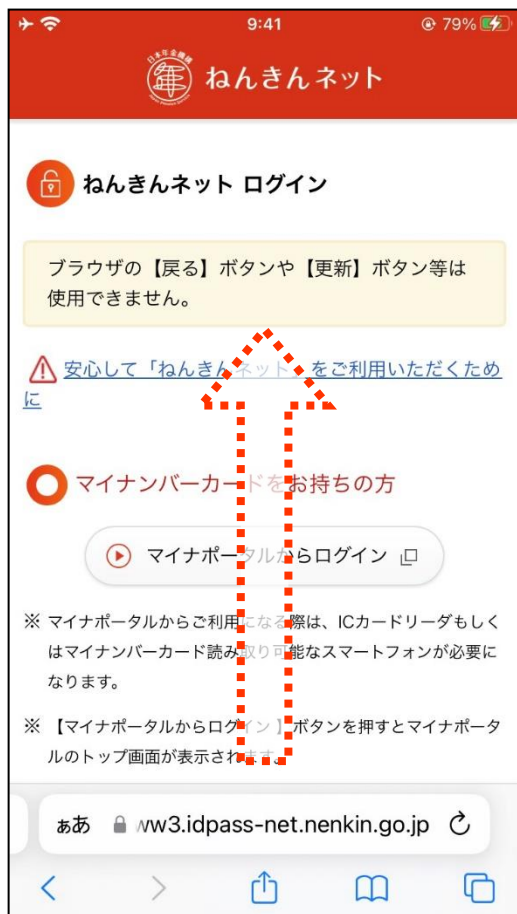 9:41
79%
日本年金機構
年
ねんきんネット
ねんきんネット ログイン
ブラウザの【戻る】ボタンや【更新】ボタン等は
使用できません。
安心して「ねんきんネット」をご利用いただくため
に
マイナンバーカードをお持ちの方
マイナポータルからログイン
※ マイナポータルからご利用になる際は、ICカードリーダもしく
はマイナンバーカード読み取り可能なスマートフォンが必要に
なります。
※ 【マイナポータルからログイン 】ボタンを押すとマイナポータ
ルのトップ画面が表示されます。
ぁあ
ww3.idpass-net.nenkin.go.jp